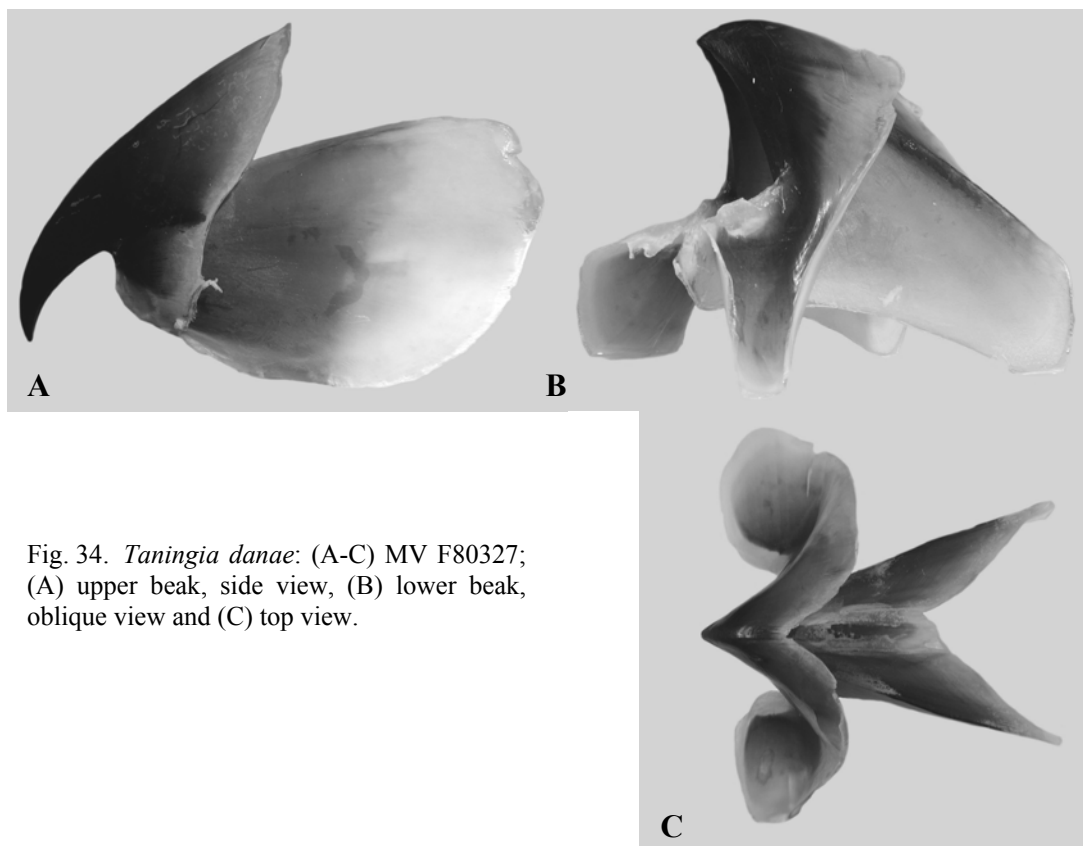 A
B
Fig. 34. Taningia danae: (A-C) MV F80327;
(A) upper beak, side view, (B) lower beak,
oblique view and (C) top view.
C